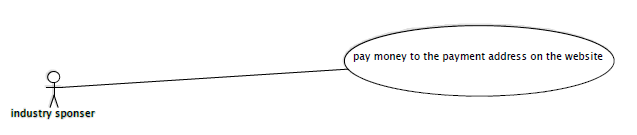 pay money to the payment address on the website
industry sponser